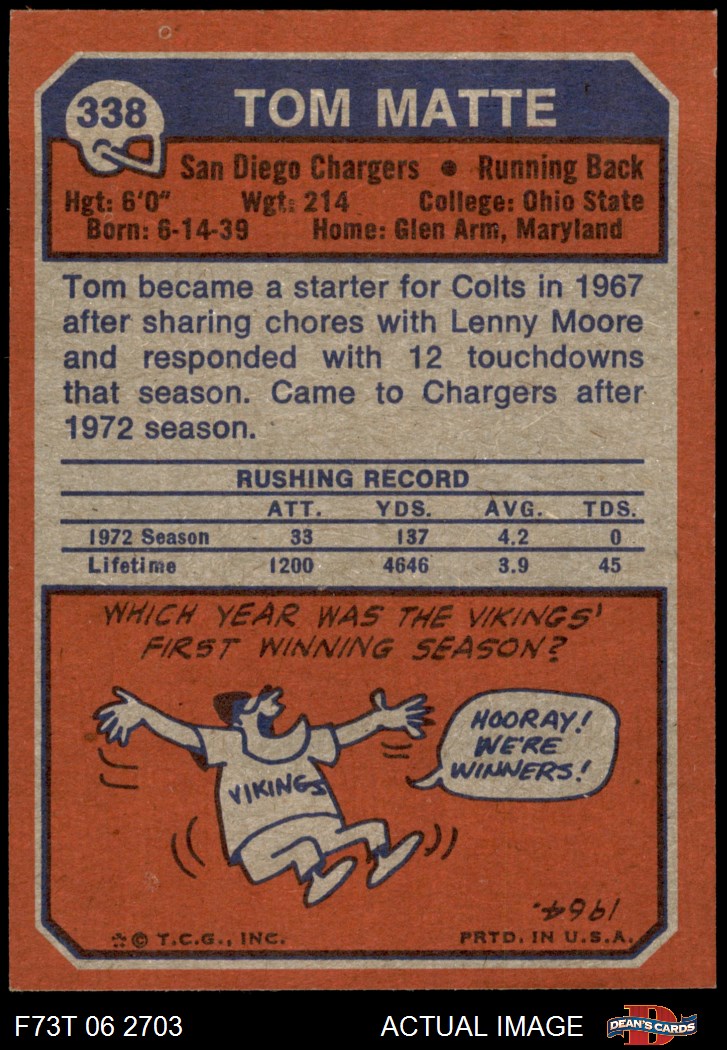 338
TOM MATTE
San Diego Chargers • Running Back
Hgt: 6'0" Wgt: 214 College: Ohio State
Born: 6-14-39 Home: Glen Arm, Maryland
Tom became a starter for Colts in 1967
after sharing chores with Lenny Moore
and responded with 12 touchdowns
that season. Came to Chargers after
1972 season.
RUSHING RECORD
ATT. YDS. AVG. TDS.
1972 Season 33 137 4.2 0
Lifetime 1200 4646 3.9 45
WHICH YEAR WAS THE VIKINGS'
FIRST WINNING SEASON?
HOORAY!
WE'RE
WINNERS!
VIKINGS
1964.
** © T.C.G., INC. PRTD. IN U.S.A.
F73T 06 2703 ACTUAL IMAGE D DEAN'S CARDS